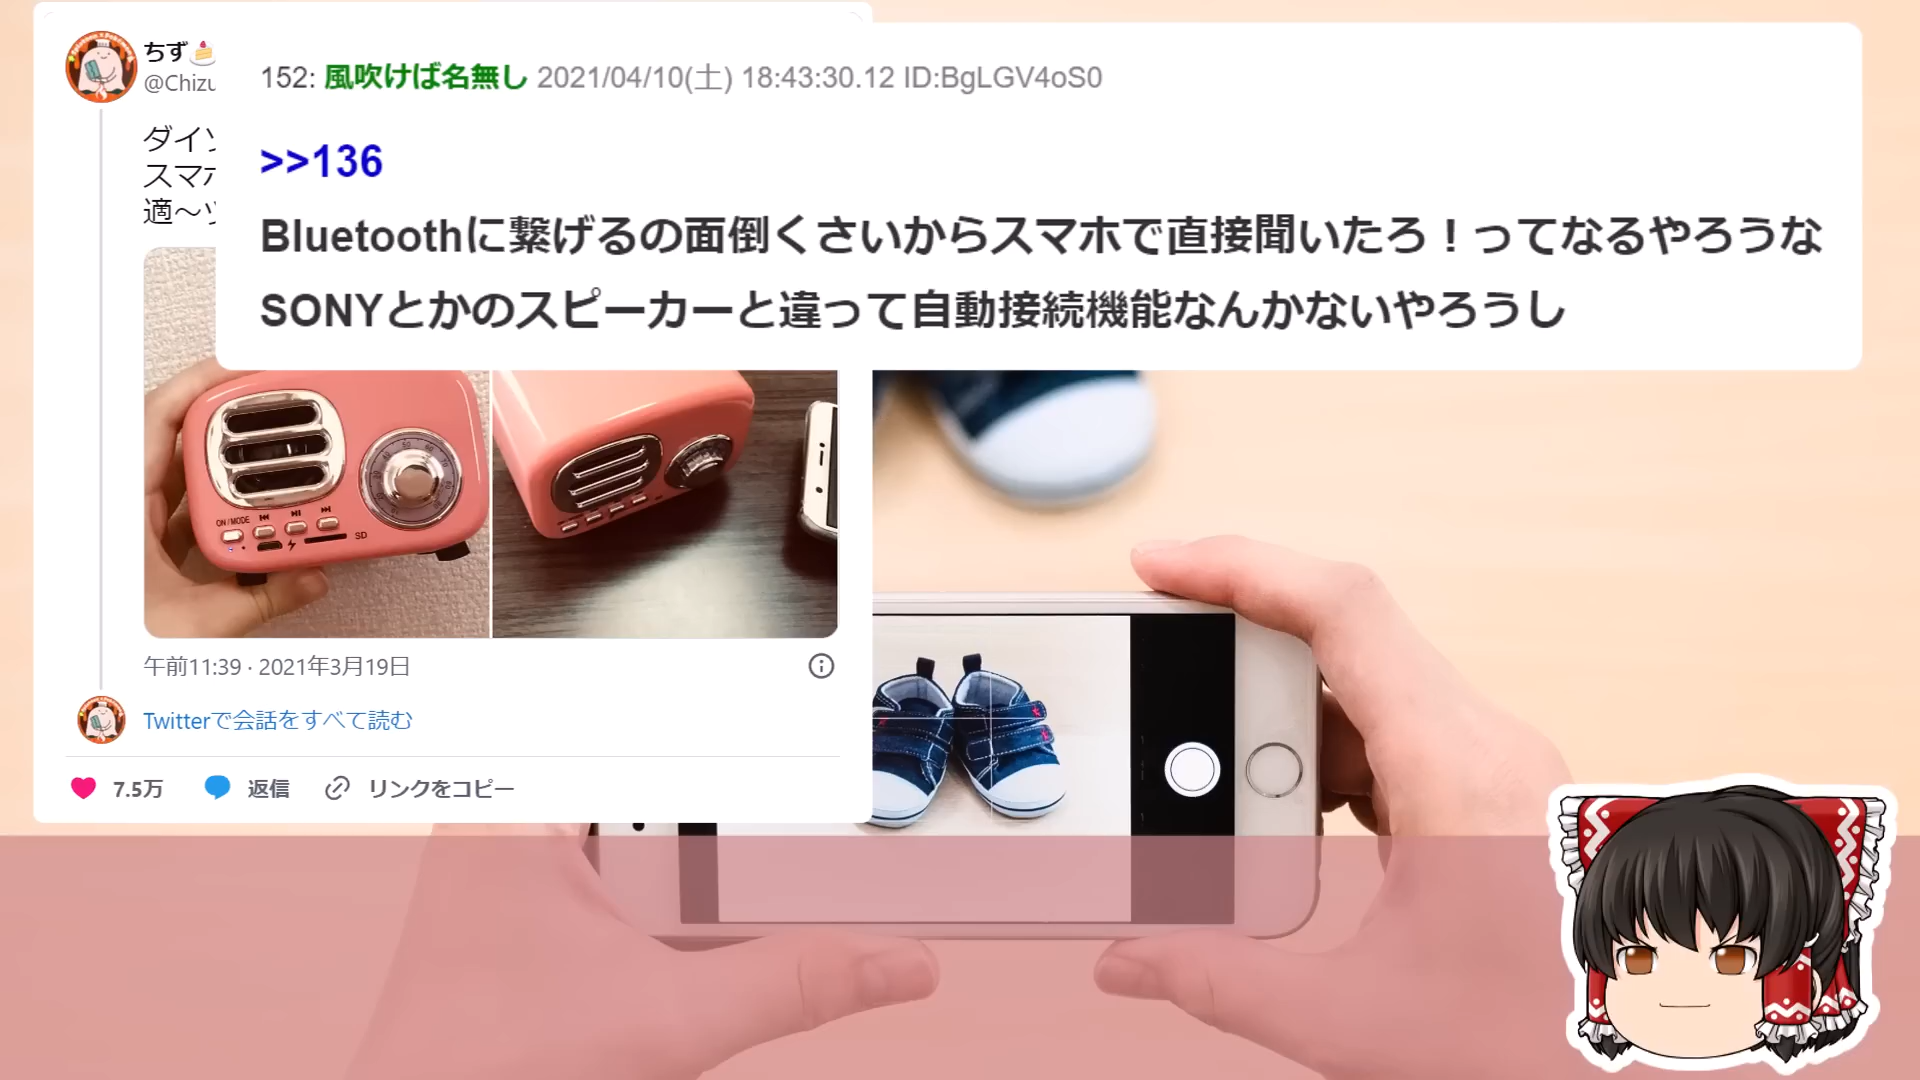 ちず🍰
@Chizu
ダイソ
スマホ
適〜ツ
152: 風吹けば名無し 2021/04/10(土) 18:43:30.12 ID:BgLGV4oS0
>>136
Bluetoothに繋げるの面倒くさいからスマホで直接聞いたろ！ってなるやろうな
SONYとかのスピーカーと違って自動接続機能なんかないやろうし
ON/MODE
SD
午前11:39 · 2021年3月19日
Twitterで会話をすべて読む
7.5万 返信 リンクをコピー